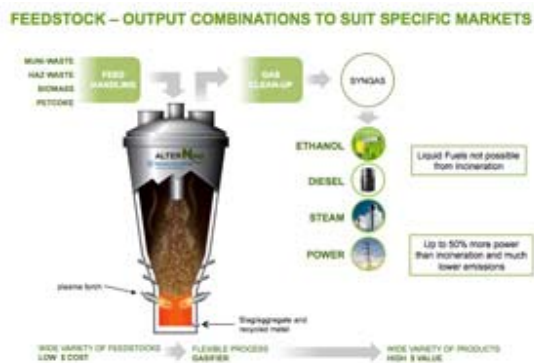 FEEDSTOCK – OUTPUT COMBINATIONS TO SUIT SPECIFIC MARKETS
MUNI-WASTE
HAZ WASTE
BIOMASS
PETCOKE
FEED
HANDLING
GAS
CLEAN-UP
SYNGAS
ETHANOL
DIESEL
STEAM
POWER
Liquid Fuels not possible
from incineration
Up to 50% more power
than incineration and much
lower emissions
plasma torch
Slag/aggregate and
recycled metal
WIDE VARIETY OF FEEDSTOCKS
LOW $ COST
FLEXIBLE PROCESS
GASIFIER
WIDE VARIETY OF PRODUCTS
HIGH $ VALUE